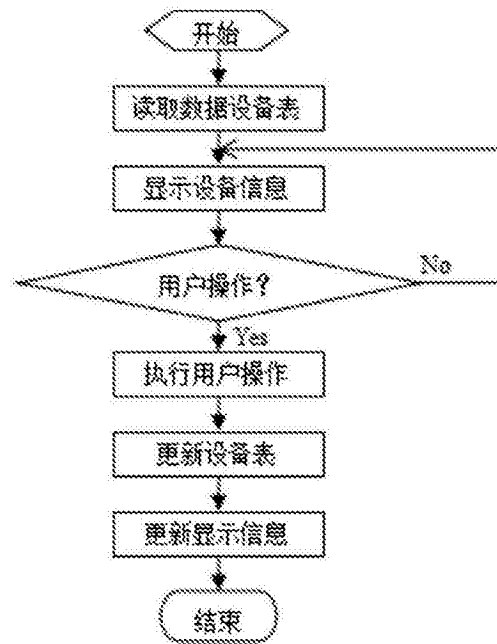 开始
读取数据设备表
显示设备信息
用户操作?
No
Yes
执行用户操作
更新设备表
更新显示信息
结束